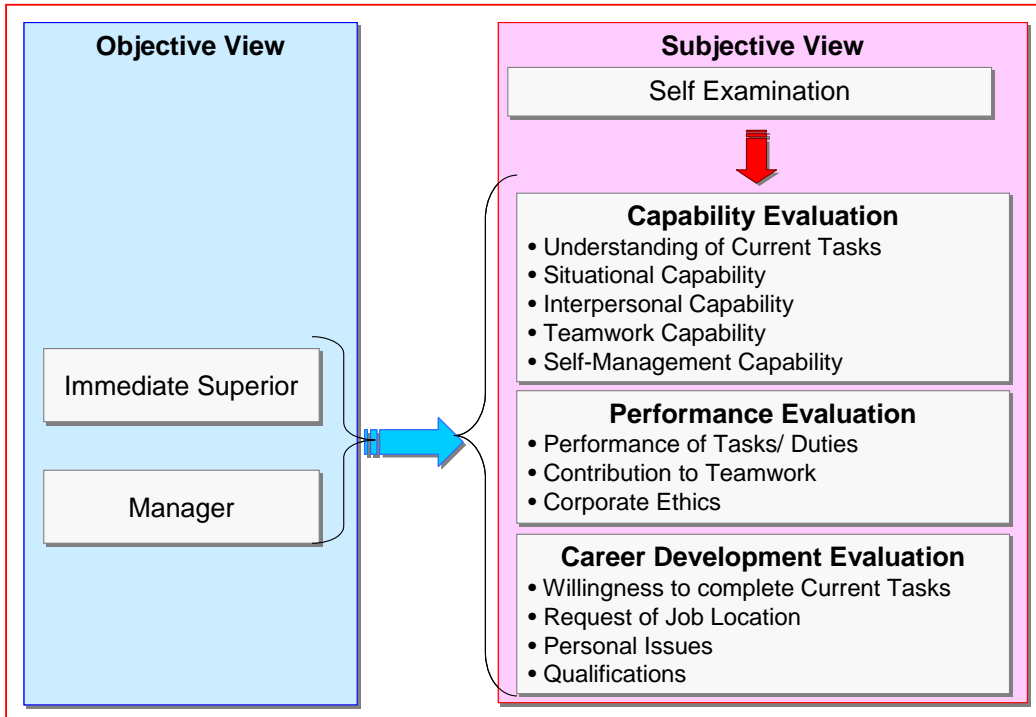 Objective View
Immediate Superior
Manager
Subjective View
Self Examination
Capability Evaluation
• Understanding of Current Tasks
• Situational Capability
• Interpersonal Capability
• Teamwork Capability
• Self-Management Capability
Performance Evaluation
• Performance of Tasks/ Duties
• Contribution to Teamwork
• Corporate Ethics
Career Development Evaluation
• Willingness to complete Current Tasks
• Request of Job Location
• Personal Issues
• Qualifications